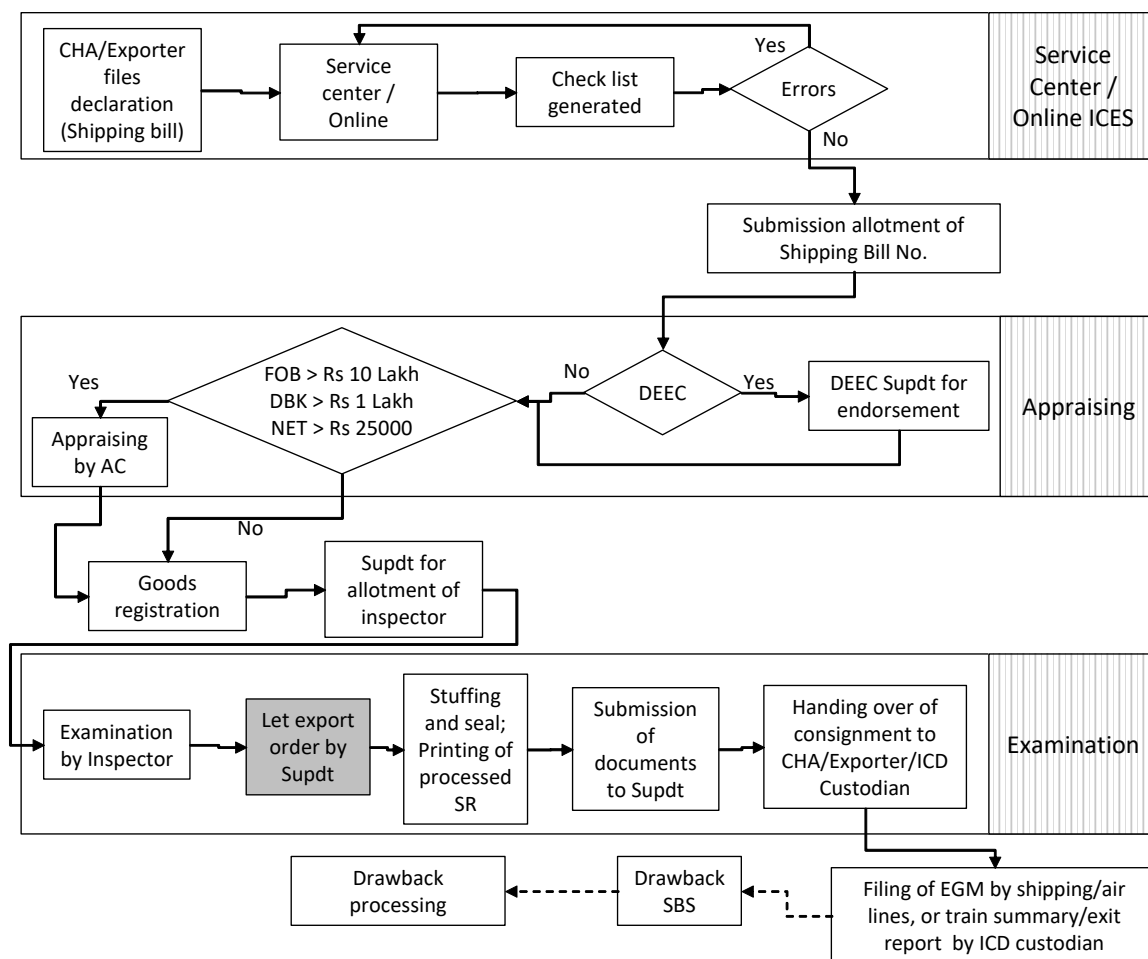 CHA/Exporter
files
declaration
(Shipping bill)
Service
center /
Online
Check list
generated
Yes
Errors
No
Service
Center /
Online ICES
Submission allotment of
Shipping Bill No.
Yes
FOB > Rs 10 Lakh
DBK > Rs 1 Lakh
NET > Rs 25000
No
DEEC
Yes
DEEC Supdt for
endorsement
Appraising
Appraising
by AC
No
Goods
registration
Supdt for
allotment of
inspector
Examination
by Inspector
Let export
order by
Supdt
Stuffing
and seal;
Printing of
processed
SR
Submission
of
documents
to Supdt
Handing over of
consignment to
CHA/Exporter/ICD
Custodian
Examination
Drawback
processing
Drawback
SBS
Filing of EGM by shipping/air
lines, or train summary/exit
report by ICD custodian